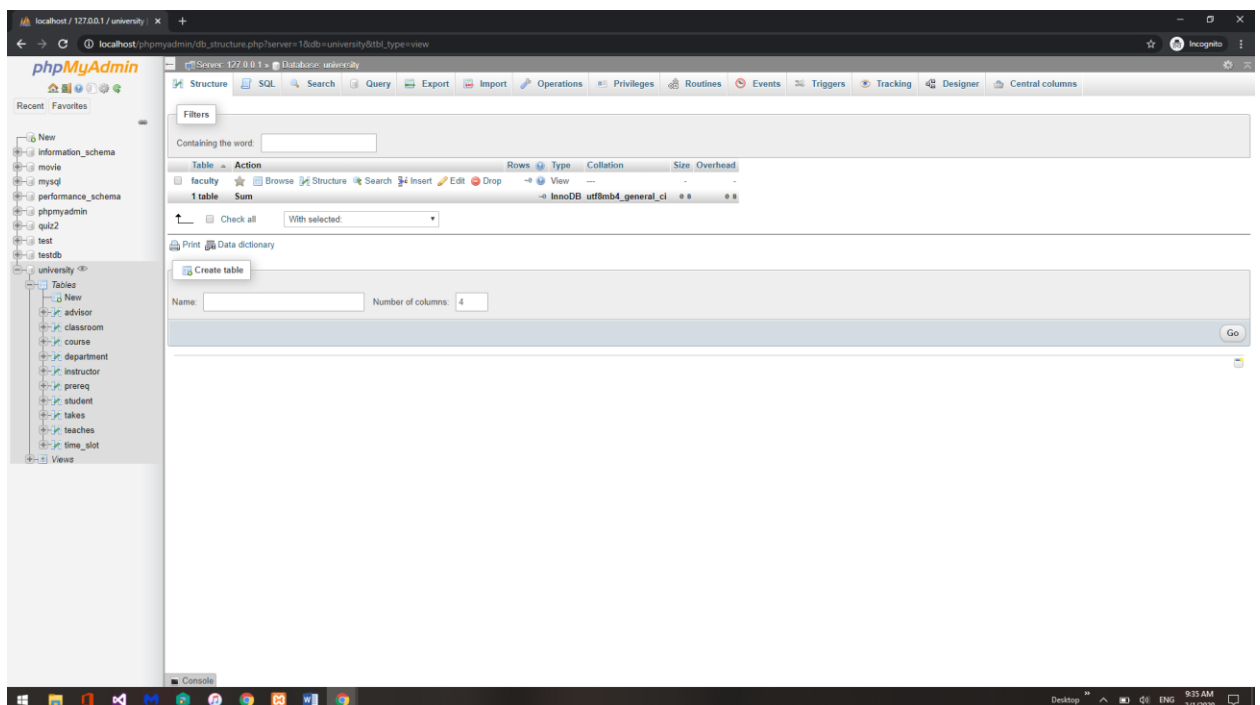 localhost / 127.0.0.1 / university |
localhost/phpmyadmin/db_structure.php?server=1&db=university&tbl_type=view
Incognito
phpMyAdmin
Recent Favorites
New
information_schema
movie
mysql
performance_schema
phpmyadmin
quiz2
test
testdb
university
Tables
New
advisor
classroom
course
department
instructor
prereq
student
takes
teaches
time_slot
Views
Server: 127.0.0.1 » Database: university
Structure SQL Search Query Export Import Operations Privileges Routines Events Triggers Tracking Designer Central columns
Filters
Containing the word:
Table Action Rows Type Collation Size Overhead
faculty Browse Structure Search Insert Edit Drop ~0 View --- - -
1 table Sum ~0 InnoDB utf8mb4_general_ci 0 B 0 B
Check all With selected:
Print Data dictionary
Create table
Name: Number of columns: 4
Go
Console
Desktop » ENG 9:35 AM